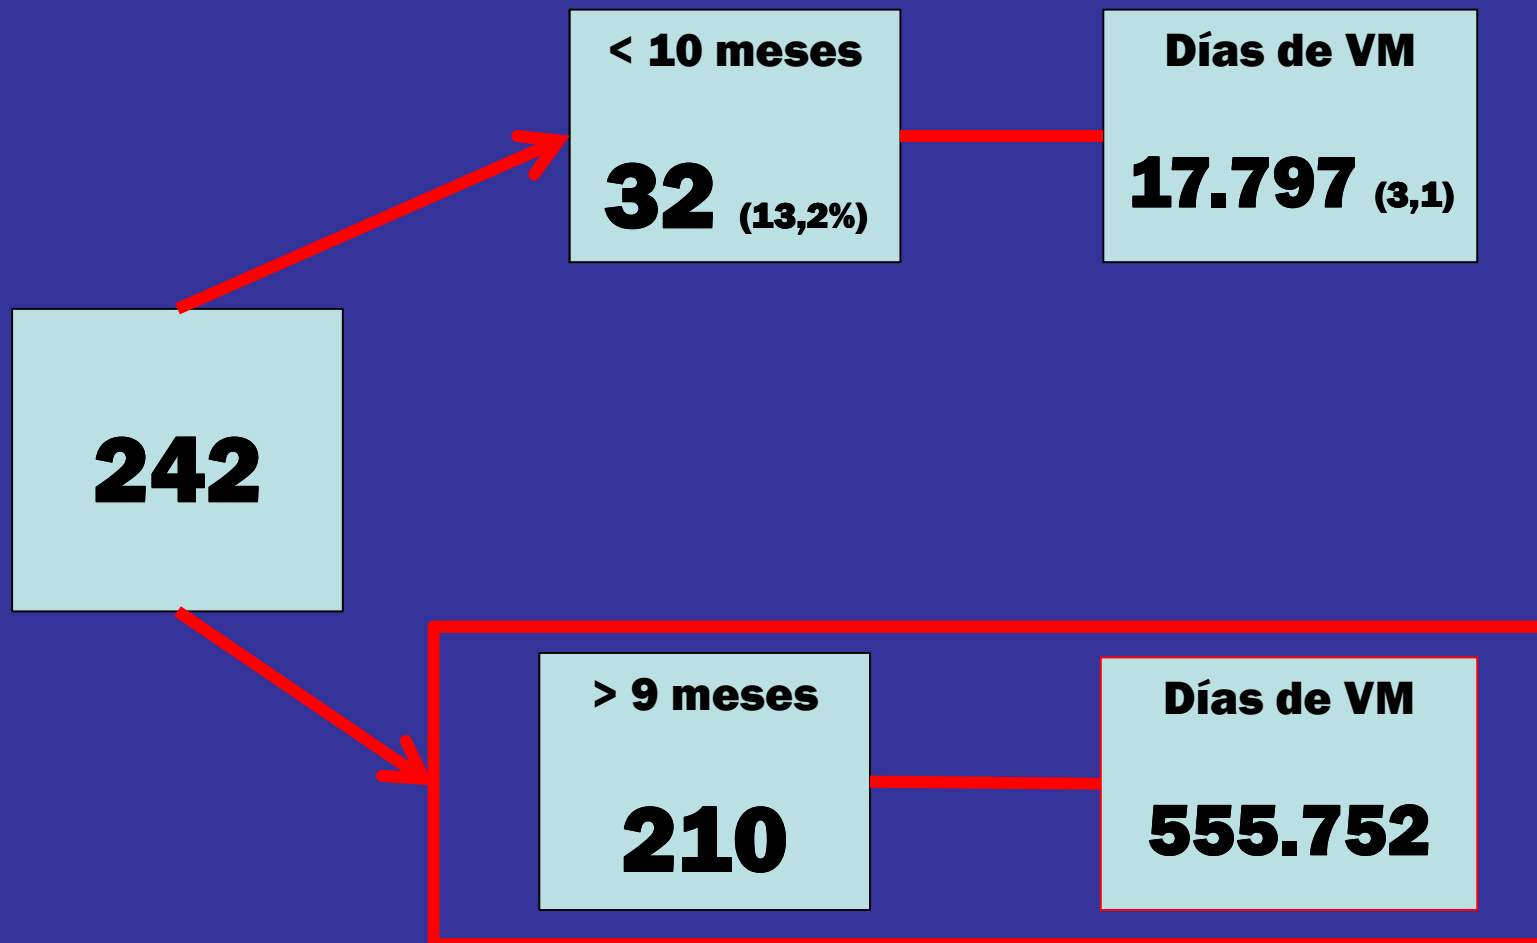 < 10 meses
32 (13,2%)
Días de VM
17.797 (3,1)
242
> 9 meses
210
Días de VM
555.752